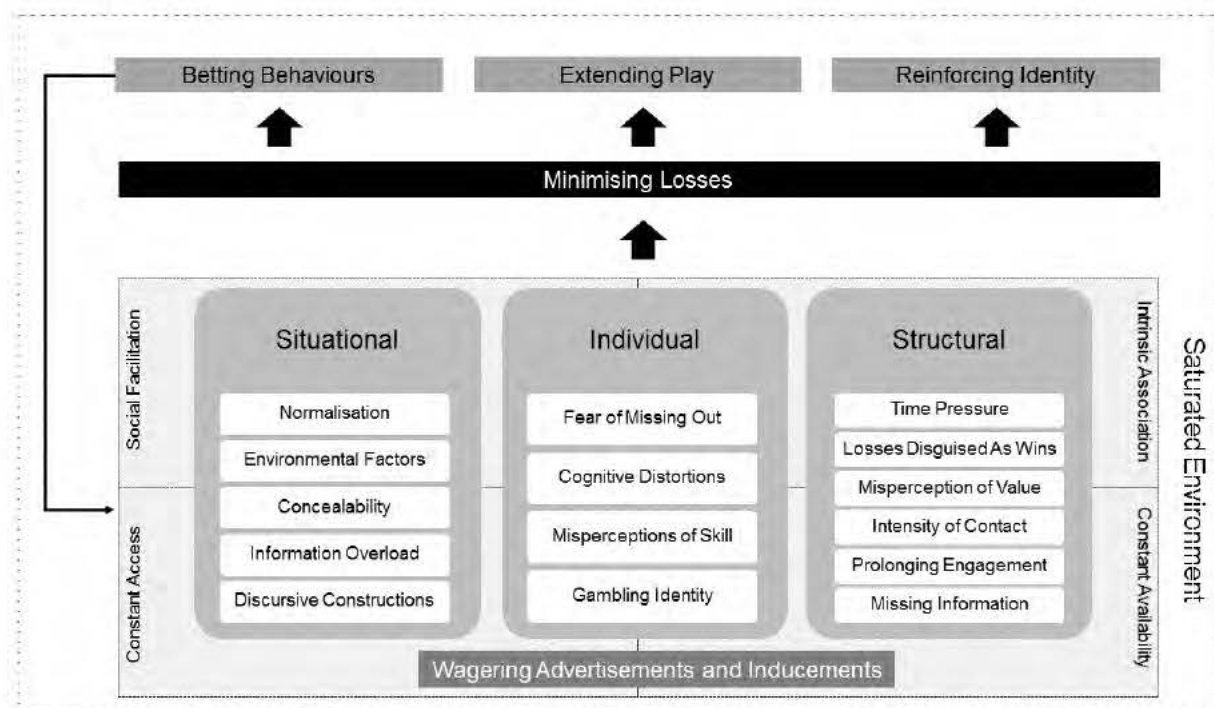 Betting Behaviours
Extending Play
Reinforcing Identity
Minimising Losses
Social Facilitation
Constant Access
Situational
Normalisation
Environmental Factors
Concealability
Information Overload
Discursive Constructions
Individual
Fear of Missing Out
Cognitive Distortions
Misperceptions of Skill
Gambling Identity
Structural
Time Pressure
Losses Disguised As Wins
Misperception of Value
Intensity of Contact
Prolonging Engagement
Missing Information
Intrinsic Association
Constant Availability
Saturated Environment
Wagering Advertisements and Inducements